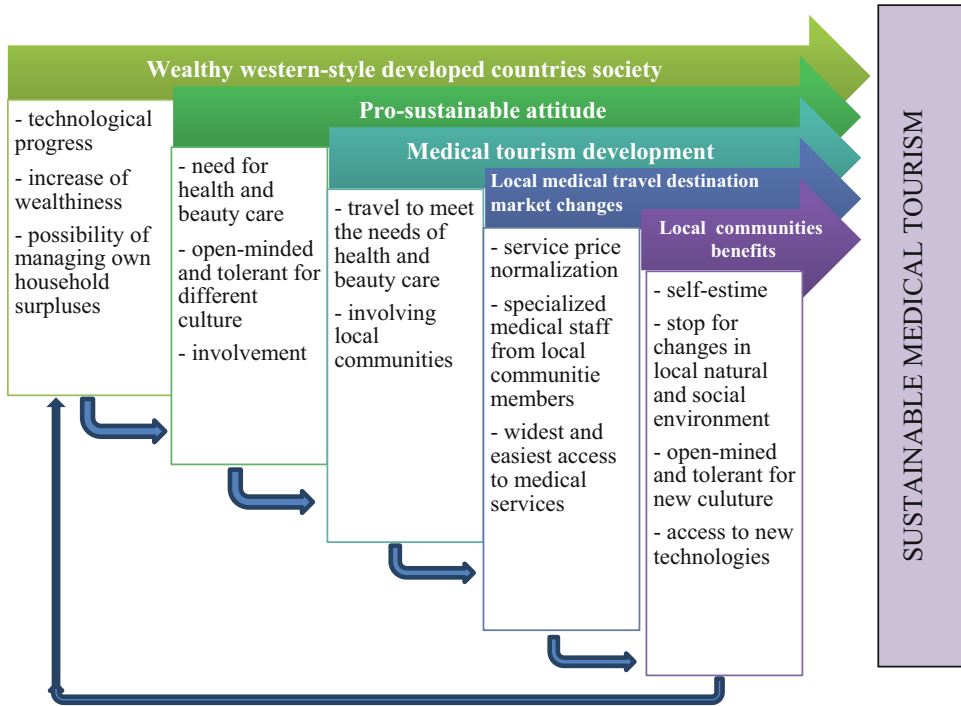 Wealthy western-style developed countries society
- technological
progress
- increase of
wealthiness
- possibility of
managing own
household
surpluses
Pro-sustainable attitude
- need for
health and
beauty care
- open-minded
and tolerant for
different
culture
- involvement
Medical tourism development
- travel to meet
the needs of
health and
beauty care
- involving
local
communities
Local medical travel destination
market changes
- service price
normalization
- specialized
medical staff
from local
communitie
members
- widest and
easiest access
to medical
services
Local communities
benefits
- self-estime
- stop for
changes in
local natural
and social
environment
- open-mined
and tolerant for
new culuture
- access to new
technologies
SUSTAINABLE MEDICAL TOURISM